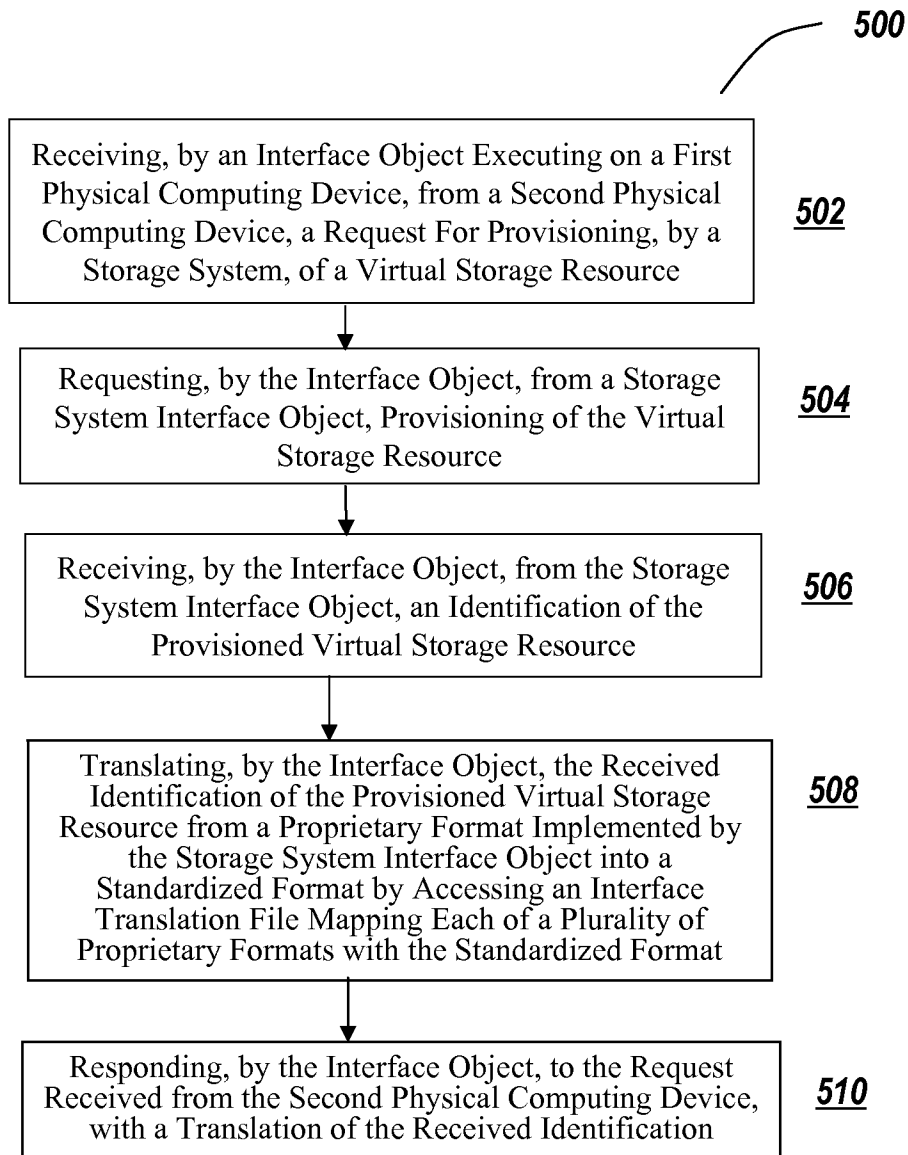 500
Receiving, by an Interface Object Executing on a First
Physical Computing Device, from a Second Physical
Computing Device, a Request For Provisioning, by a
Storage System, of a Virtual Storage Resource
502
Requesting, by the Interface Object, from a Storage
System Interface Object, Provisioning of the Virtual
Storage Resource
504
Receiving, by the Interface Object, from the Storage
System Interface Object, an Identification of the
Provisioned Virtual Storage Resource
506
Translating, by the Interface Object, the Received
Identification of the Provisioned Virtual Storage
Resource from a Proprietary Format Implemented by
the Storage System Interface Object into a
Standardized Format by Accessing an Interface
Translation File Mapping Each of a Plurality of
Proprietary Formats with the Standardized Format
508
Responding, by the Interface Object, to the Request
Received from the Second Physical Computing Device,
with a Translation of the Received Identification
510